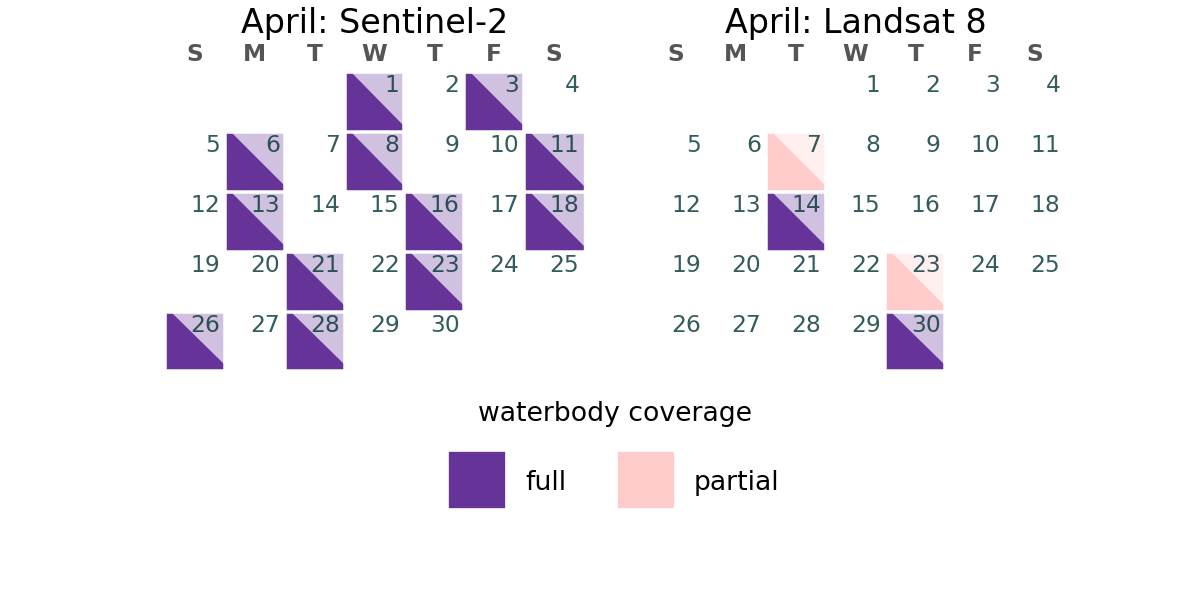 April: Sentinel-2
S M T W T F S
1 2 3 4
5 6 7 8 9 10 11
12 13 14 15 16 17 18
19 20 21 22 23 24 25
26 27 28 29 30
April: Landsat 8
S M T W T F S
1 2 3 4
5 6 7 8 9 10 11
12 13 14 15 16 17 18
19 20 21 22 23 24 25
26 27 28 29 30
waterbody coverage
full
partial